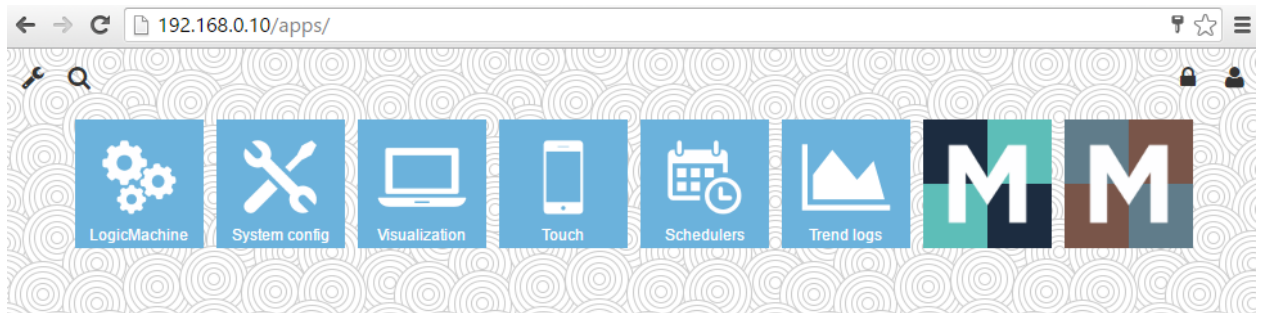 192.168.0.10/apps/
LogicMachine System config Visualization Touch Schedulers Trend logs M M